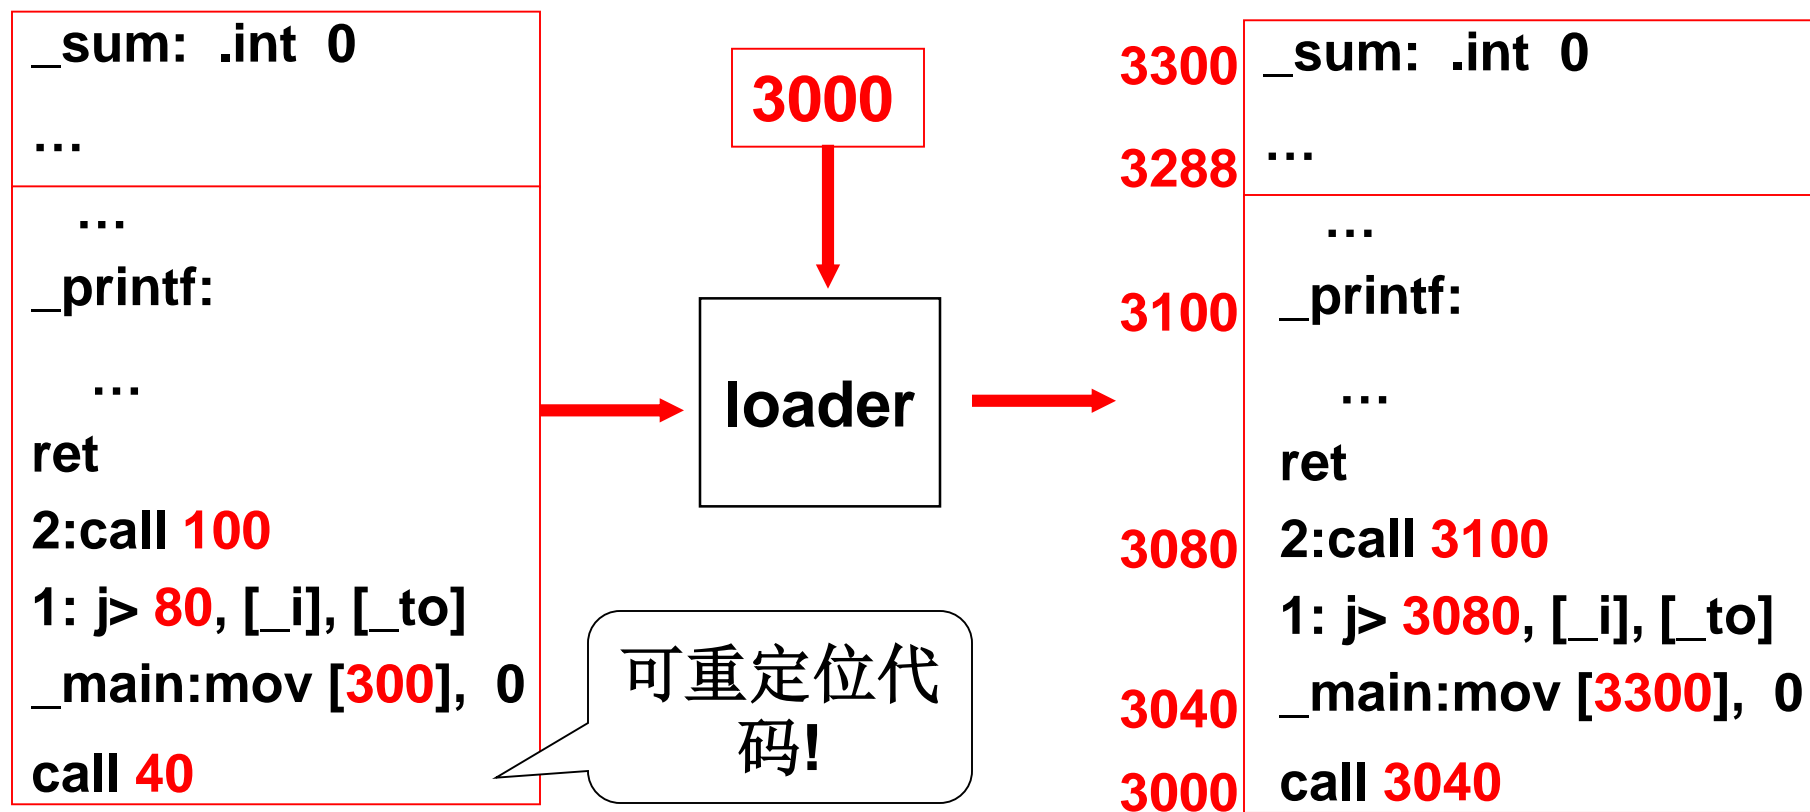 _sum: .int 0
…
…
_printf:
…
ret
2:call 100
1: j> 80, [_i], [_to]
_main:mov [300], 0
call 40
3000
loader
可重定位代
码!
3300 _sum: .int 0
3288 …
…
3100 _printf:
…
ret
3080 2:call 3100
1: j> 3080, [_i], [_to]
3040 _main:mov [3300], 0
3000 call 3040